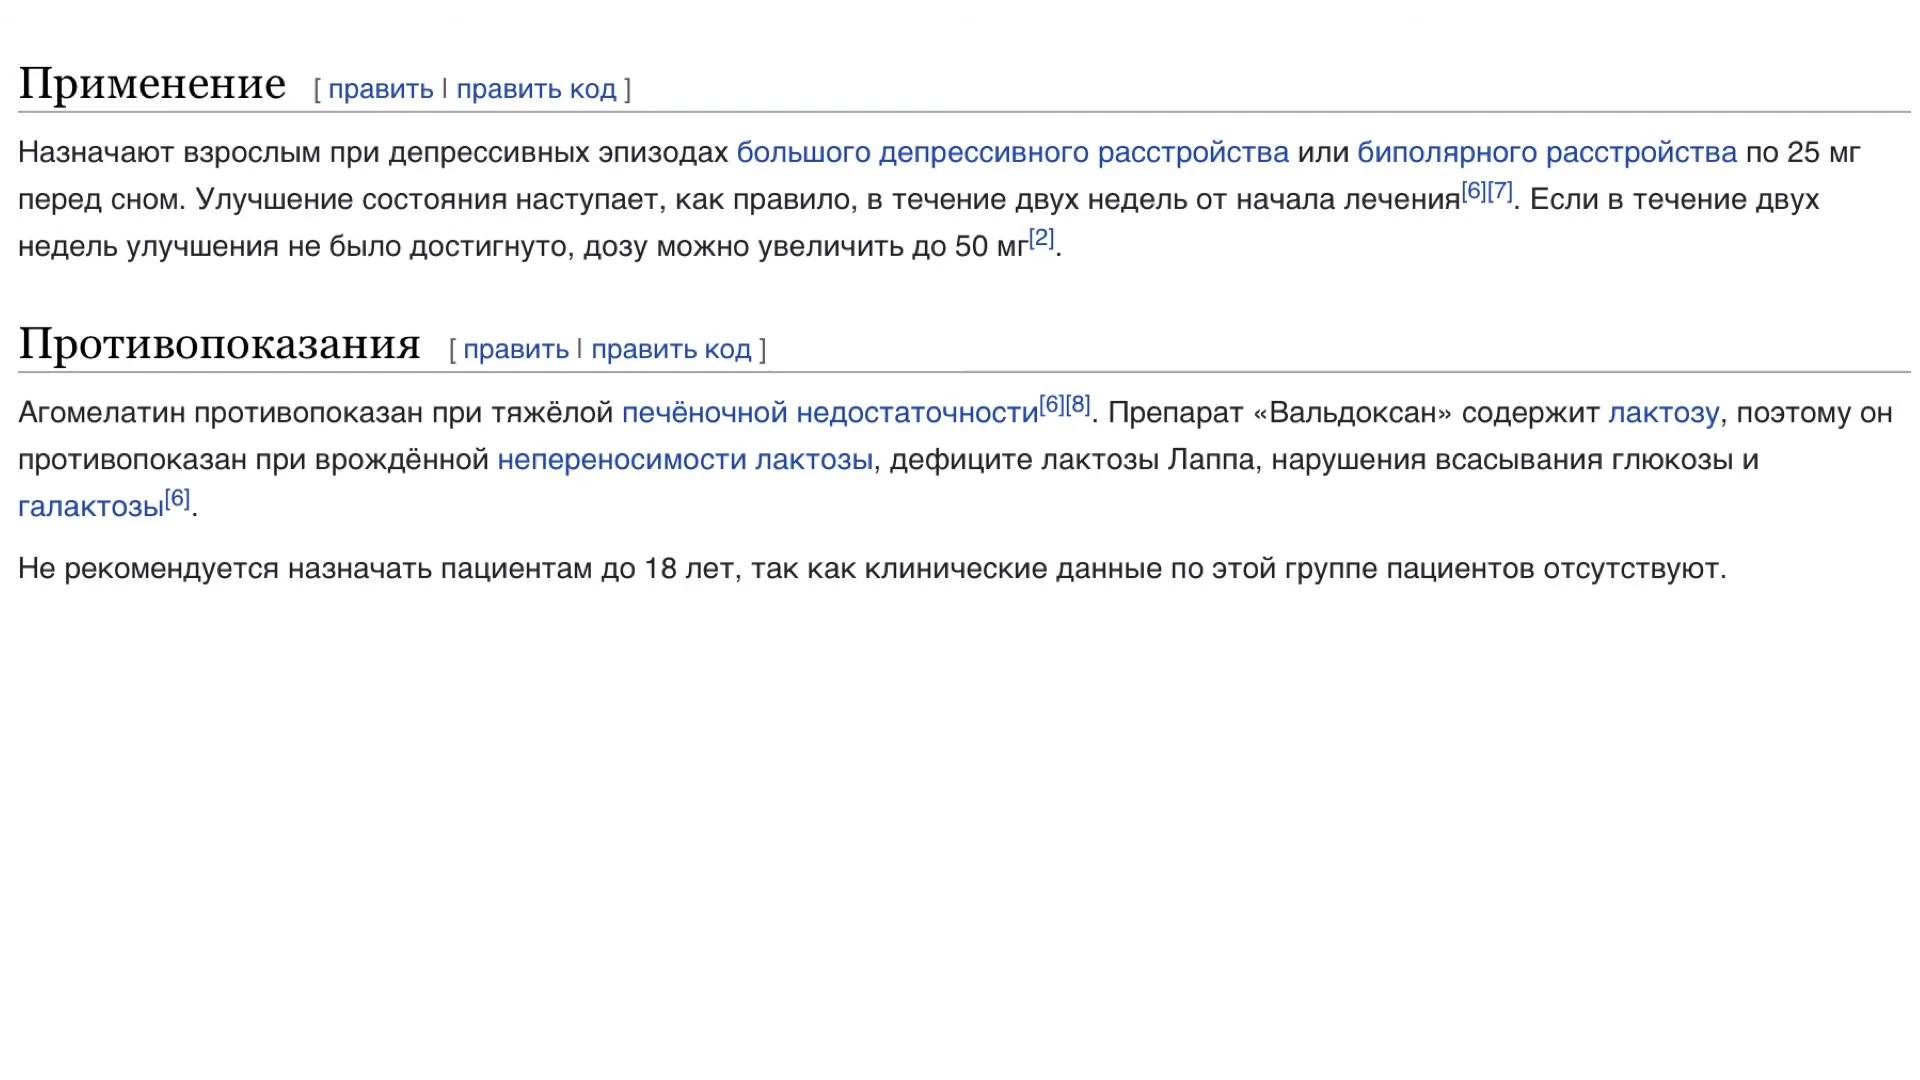 Применение [ править | править код ]
Назначают взрослым при депрессивных эпизодах большого депрессивного расстройства или биполярного расстройства по 25 мг
перед сном. Улучшение состояния наступает, как правило, в течение двух недель от начала лечения[6][7]. Если в течение двух
недель улучшения не было достигнуто, дозу можно увеличить до 50 мг[2].
Противопоказания [ править | править код ]
Агомелатин противопоказан при тяжёлой печёночной недостаточности[6][8]. Препарат «Вальдоксан» содержит лактозу, поэтому он
противопоказан при врождённой непереносимости лактозы, дефиците лактозы Лаппа, нарушения всасывания глюкозы и
галактозы[6].
Не рекомендуется назначать пациентам до 18 лет, так как клинические данные по этой группе пациентов отсутствуют.